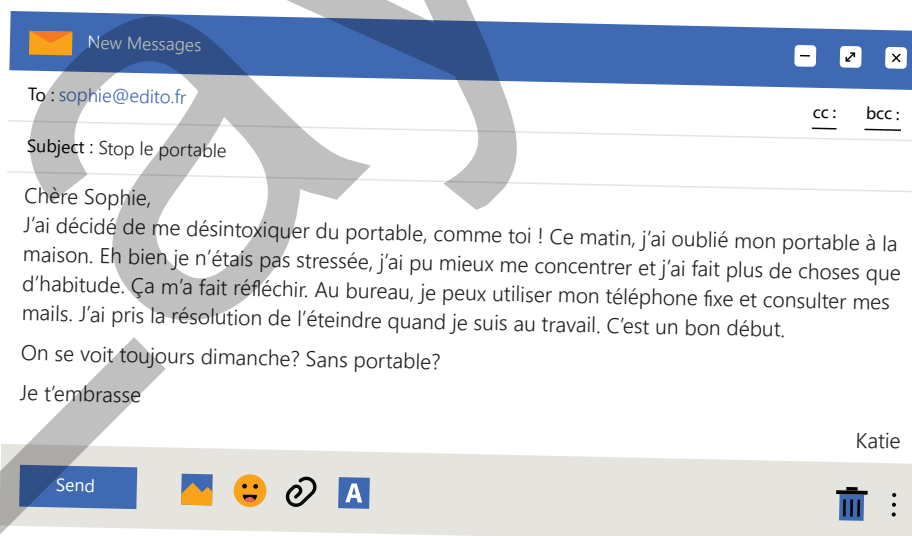 New Messages
To : sophie@edito.fr
cc :
bcc :
Subject : Stop le portable
Chère Sophie,
J'ai décidé de me désintoxiquer du portable, comme toi ! Ce matin, j'ai oublié mon portable à la
maison. Eh bien je n'étais pas stressée, j'ai pu mieux me concentrer et j'ai fait plus de choses que
d'habitude. Ça m'a fait réfléchir. Au bureau, je peux utiliser mon téléphone fixe et consulter mes
mails. J'ai pris la résolution de l'éteindre quand je suis au travail. C'est un bon début.
On se voit toujours dimanche? Sans portable?
Je t'embrasse
Katie
Send
A